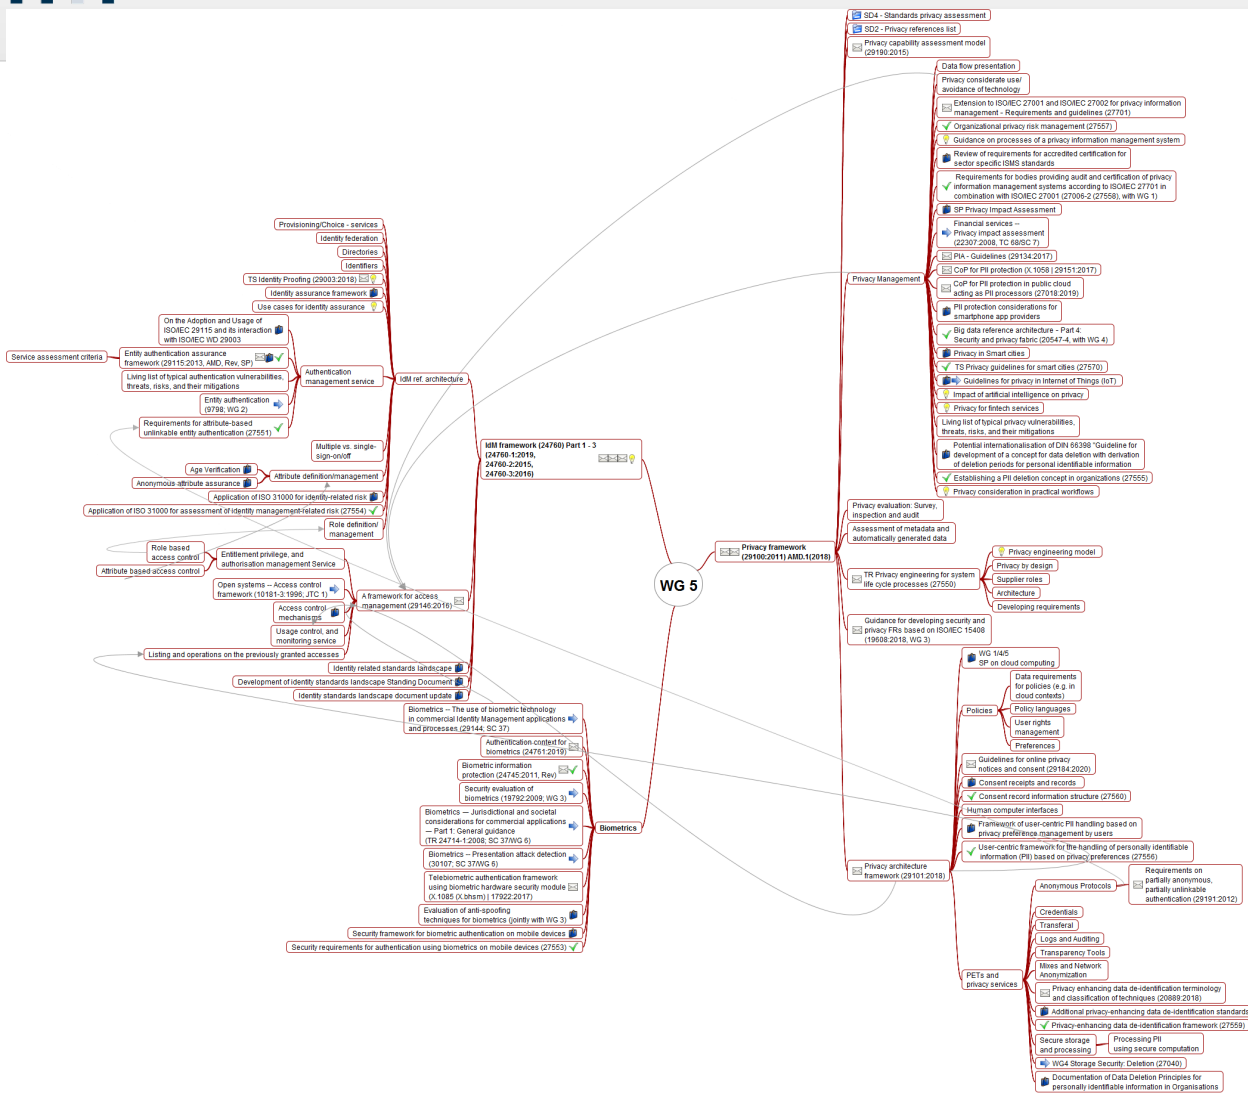 SD4 - Standards privacy assessment
SD2 - Privacy references list
Privacy capability assessment model
(29190:2015)
Data flow presentation
Privacy considerate use/
avoidance of technology
Extension to ISO/IEC 27001 and ISO/IEC 27002 for privacy information
management - Requirements and guidelines (27701)
Organizational privacy risk management (27557)
Guidance on processes of a privacy information management system
Review of requirements for accredited certification for
sector specific ISMS standards
Requirements for bodies providing audit and certification of privacy
information management systems according to ISO/IEC 27701 in
combination with ISO/IEC 27001 (27006-2 (27558), with WG 1)
SP Privacy Impact Assessment
Financial services --
Privacy impact assessment
(22307:2008, TC 68/SC 7)
PIA - Guidelines (29134:2017)
Privacy Management
CoP for PII protection (X.1058 | 29151:2017)
CoP for PII protection in public cloud
acting as PII processors (27018:2019)
PII protection considerations for
smartphone app providers
Big data reference architecture - Part 4:
Security and privacy fabric (20547-4, with WG 4)
Privacy in Smart cities
TS Privacy guidelines for smart cities (27570)
Guidelines for privacy in Internet of Things (IoT)
Impact of artificial intelligence on privacy
Privacy for fintech services
Living list of typical privacy vulnerabilities,
threats, risks, and their mitigations
Potential internationalisation of DIN 66398 "Guideline for
development of a concept for data deletion with derivation
of deletion periods for personal identifiable information
Establishing a PII deletion concept in organizations (27555)
Privacy consideration in practical workflows
Provisioning/Choice - services
Identity federation
Directories
Identifiers
TS Identity Proofing (29003:2018)
Identity assurance framework
Use cases for identity assurance
On the Adoption and Usage of
ISO/IEC 29115 and its interaction
with ISO/IEC WD 29003
Service assessment criteria
Entity authentication assurance
framework (29115:2013, AMD, Rev, SP)
Living list of typical authentication vulnerabilities,
threats, risks, and their mitigations
Authentication
management service
IdM ref. architecture
Entity authentication
(9798; WG 2)
Requirements for attribute-based
unlinkable entity authentication (27551)
Multiple vs. single-
sign-on/off
Age Verification
Anonymous attribute assurance
Attribute definition/management
Application of ISO 31000 for identity-related risk
Application of ISO 31000 for assessment of identity management-related risk (27554)
Role definition/
management
IdM framework (24760) Part 1 - 3
(24760-1:2019,
24760-2:2015,
24760-3:2016)
Role based
access control
Attribute based access control
Entitlement privilege, and
authorisation management Service
Open systems -- Access control
framework (10181-3:1996; JTC 1)
A framework for access
management (29146:2016)
Access control
mechanisms
Usage control, and
monitoring service
Listing and operations on the previously granted accesses
Identity related standards landscape
Development of identity standards landscape Standing Document
Identity standards landscape document update
WG 5
Privacy framework
(29100:2011) AMD.1(2018)
Privacy evaluation: Survey,
inspection and audit
Assessment of metadata and
automatically generated data
TR Privacy engineering for system
life cycle processes (27550)
Privacy engineering model
Privacy by design
Supplier roles
Architecture
Developing requirements
Guidance for developing security and
privacy FRs based on ISO/IEC 15408
(19608:2018, WG 3)
WG 1/4/5
SP on cloud computing
Policies
Data requirements
for policies (e.g. in
cloud contexts)
Policy languages
User rights
management
Preferences
Guidelines for online privacy
notices and consent (29184:2020)
Consent receipts and records
Consent record information structure (27560)
Human computer interfaces
Framework of user-centric PII handling based on
privacy preference management by users
User-centric framework for the handling of personally identifiable
information (PII) based on privacy preferences (27556)
Privacy architecture
framework (29101:2018)
Biometrics -- The use of biometric technology
in commercial Identity Management applications
and processes (29144; SC 37)
Authentication context for
biometrics (24761:2019)
Biometric information
protection (24745:2011, Rev)
Security evaluation of
biometrics (19792:2009; WG 3)
Biometrics — Jurisdictional and societal
considerations for commercial applications
— Part 1: General guidance
(TR 24714-1:2008; SC 37/WG 6)
Biometrics
Biometrics -- Presentation attack detection
(30107; SC 37/WG 6)
Telebiometric authentication framework
using biometric hardware security module
(X.1085 (X.bhsm) | 17922:2017)
Evaluation of anti-spoofing
techniques for biometrics (jointly with WG 3)
Security framework for biometric authentication on mobile devices
Security requirements for authentication using biometrics on mobile devices (27553)
Anonymous Protocols
Requirements on
partially anonymous,
partially unlinkable
authentication (29191:2012)
Credentials
Transferal
Logs and Auditing
Transparency Tools
Mixes and Network
Anonymization
PETs and
privacy services
Privacy enhancing data de-identification terminology
and classification of techniques (20889:2018)
Additional privacy-enhancing data de-identification standards
Privacy-enhancing data de-identification framework (27559)
Secure storage
and processing
Processing PII
using secure computation
WG4 Storage Security: Deletion (27040)
Documentation of Data Deletion Principles for
personally identifiable information in Organisations